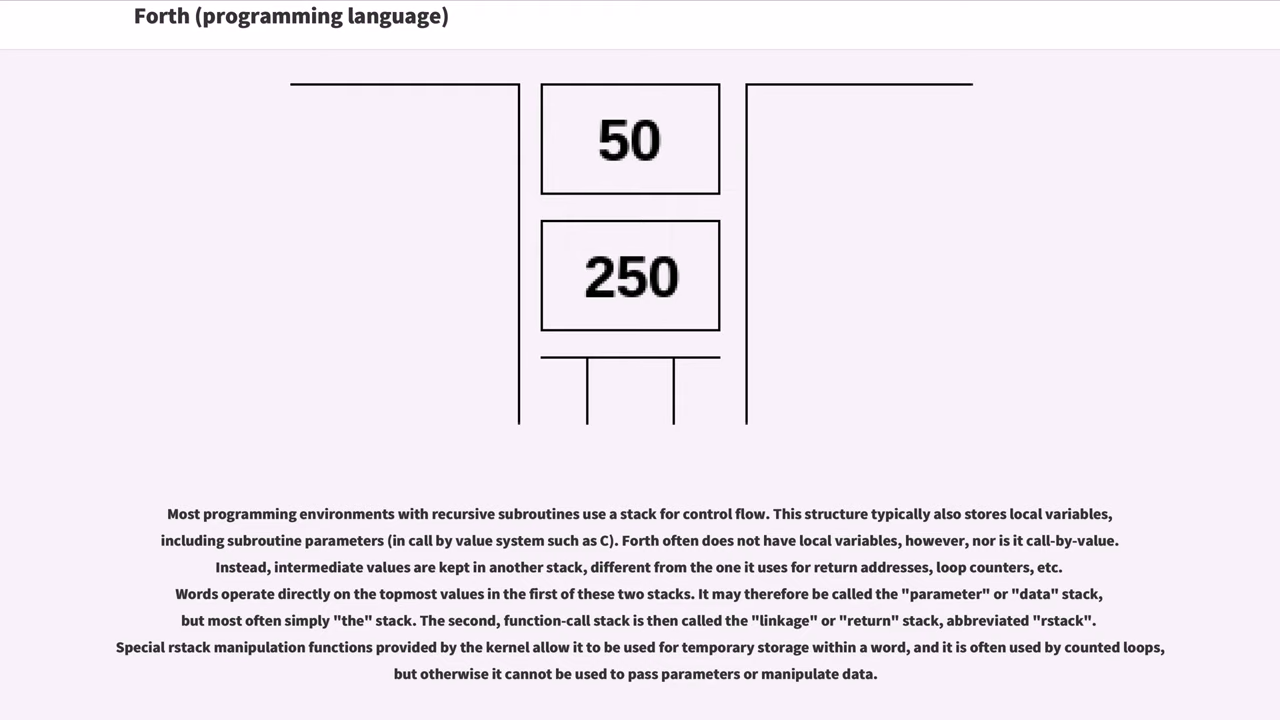 Forth (programming language)
50
250
Most programming environments with recursive subroutines use a stack for control flow. This structure typically also stores local variables,
including subroutine parameters (in call by value system such as C). Forth often does not have local variables, however, nor is it call-by-value.
Instead, intermediate values are kept in another stack, different from the one it uses for return addresses, loop counters, etc.
Words operate directly on the topmost values in the first of these two stacks. It may therefore be called the "parameter" or "data" stack,
but most often simply "the" stack. The second, function-call stack is then called the "linkage" or "return" stack, abbreviated "rstack".
Special rstack manipulation functions provided by the kernel allow it to be used for temporary storage within a word, and it is often used by counted loops,
but otherwise it cannot be used to pass parameters or manipulate data.